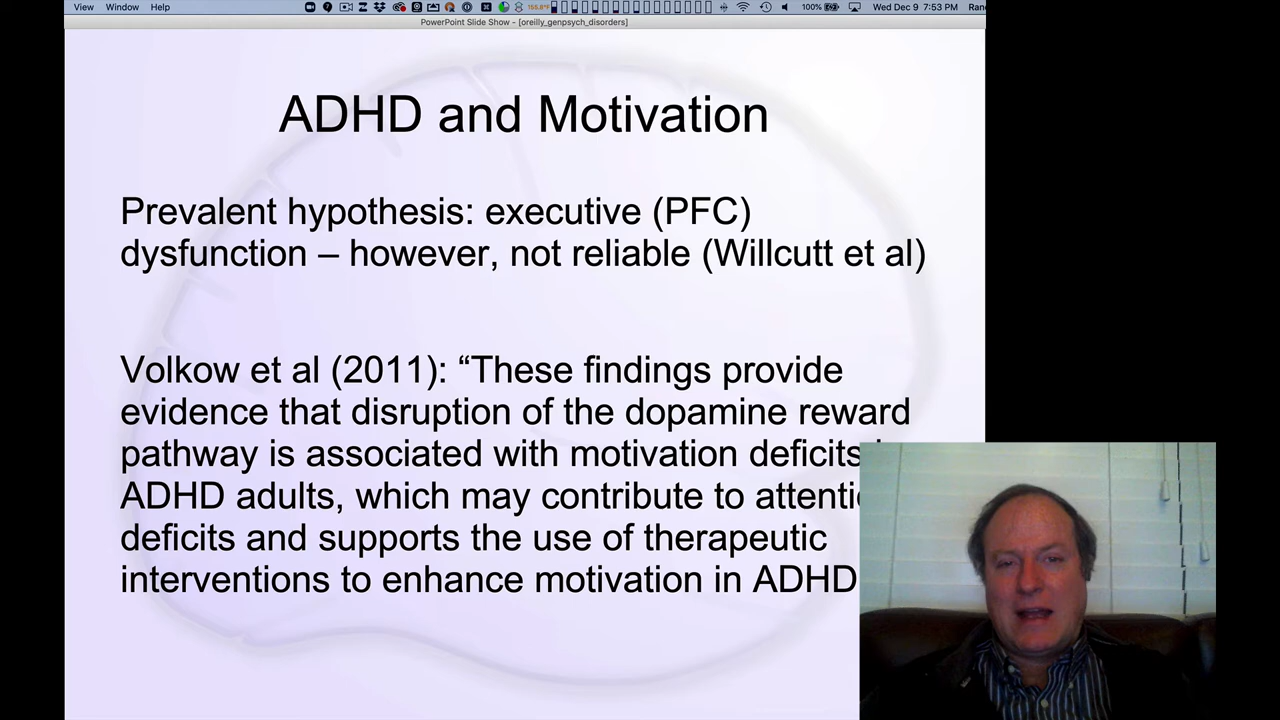 View Window Help 155.8°F 100% Wed Dec 9 7:53 PM
PowerPoint Slide Show - [oreilly_genpsych_disorders]
ADHD and Motivation
Prevalent hypothesis: executive (PFC)
dysfunction – however, not reliable (Willcutt et al)
Volkow et al (2011): “These findings provide
evidence that disruption of the dopamine reward
pathway is associated with motivation deficits
ADHD adults, which may contribute to
deficits and supports the use of therapeutic
interventions to enhance motivation in ADHD